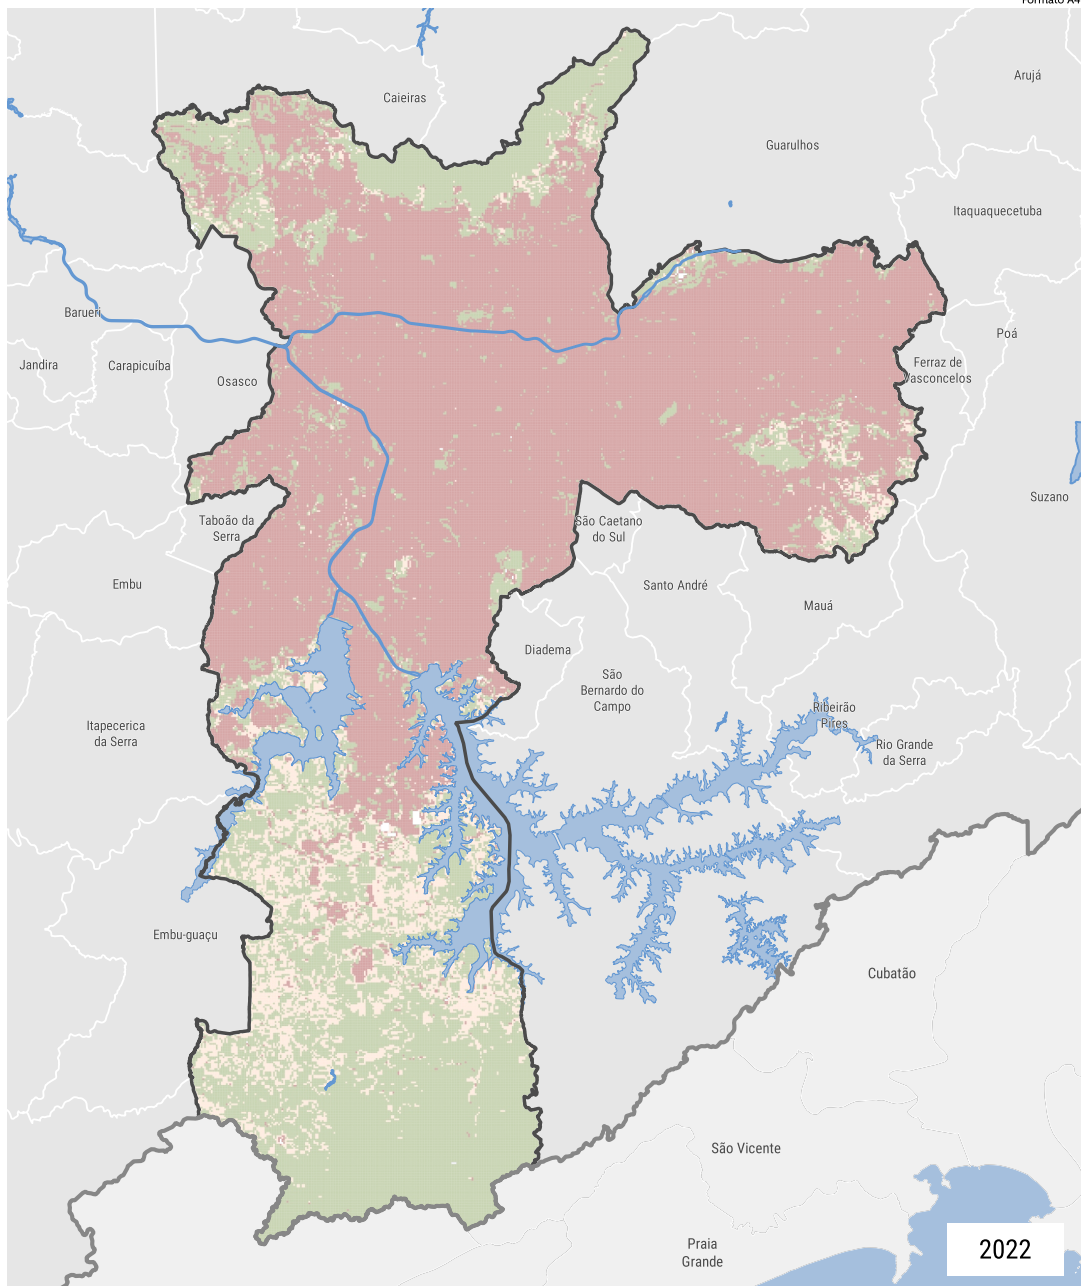 Formato A4
Caieiras
Arujá
Guarulhos
Itaquaquecetuba
Barueri
Poá
Jandira
Carapicuíba
Osasco
Ferraz de
Vasconcelos
Suzano
Taboão da
Serra
São Caetano
do Sul
Embu
Santo André
Mauá
Diadema
São
Bernardo do
Campo
Ribeirão
Pires
Itapecerica
da Serra
Rio Grande
da Serra
Embu-guaçu
Cubatão
São Vicente
Praia
Grande
2022